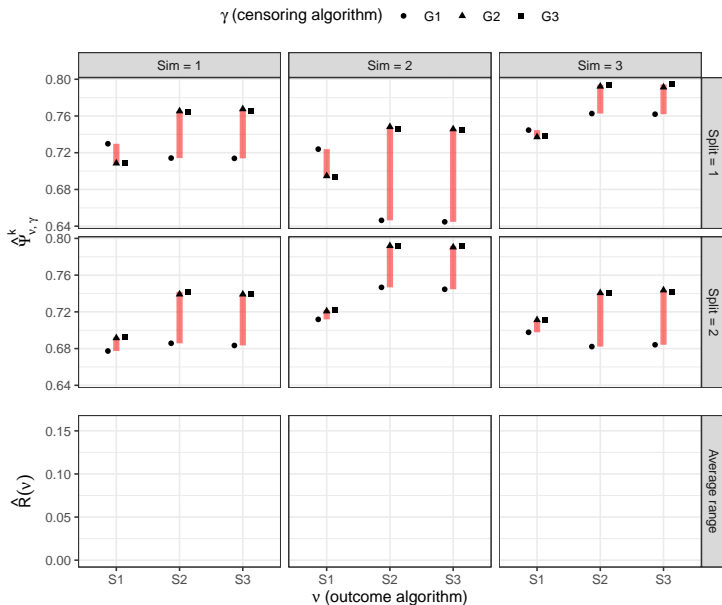 γ (censoring algorithm) G1 G2 G3
Sim = 1 Sim = 2 Sim = 3
0.80
0.76
0.72
0.68
0.64
Split = 1
Ψ̂ᵏ ν, γ
0.80
0.76
0.72
0.68
0.64
Split = 2
0.15
0.10
0.05
0.00
R̂(ν)
Average range
S1 S2 S3 S1 S2 S3 S1 S2 S3
ν (outcome algorithm)